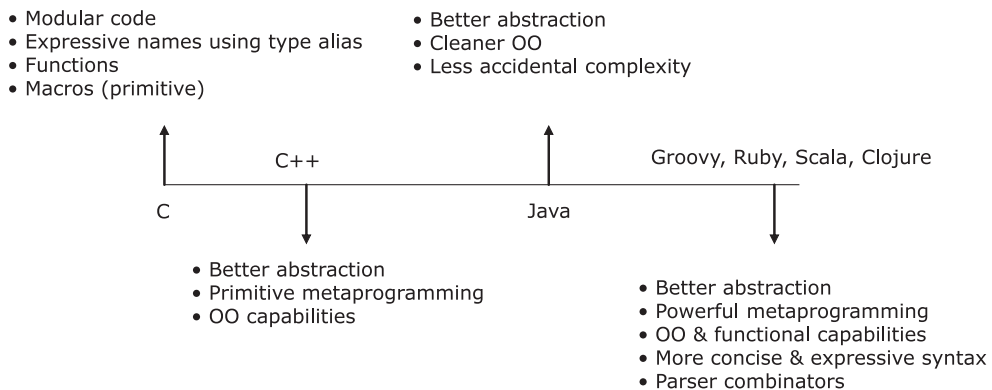 • Modular code
• Expressive names using type alias
• Functions
• Macros (primitive)
• Better abstraction
• Cleaner OO
• Less accidental complexity
C++
Groovy, Ruby, Scala, Clojure
C
Java
• Better abstraction
• Primitive metaprogramming
• OO capabilities
• Better abstraction
• Powerful metaprogramming
• OO & functional capabilities
• More concise & expressive syntax
• Parser combinators